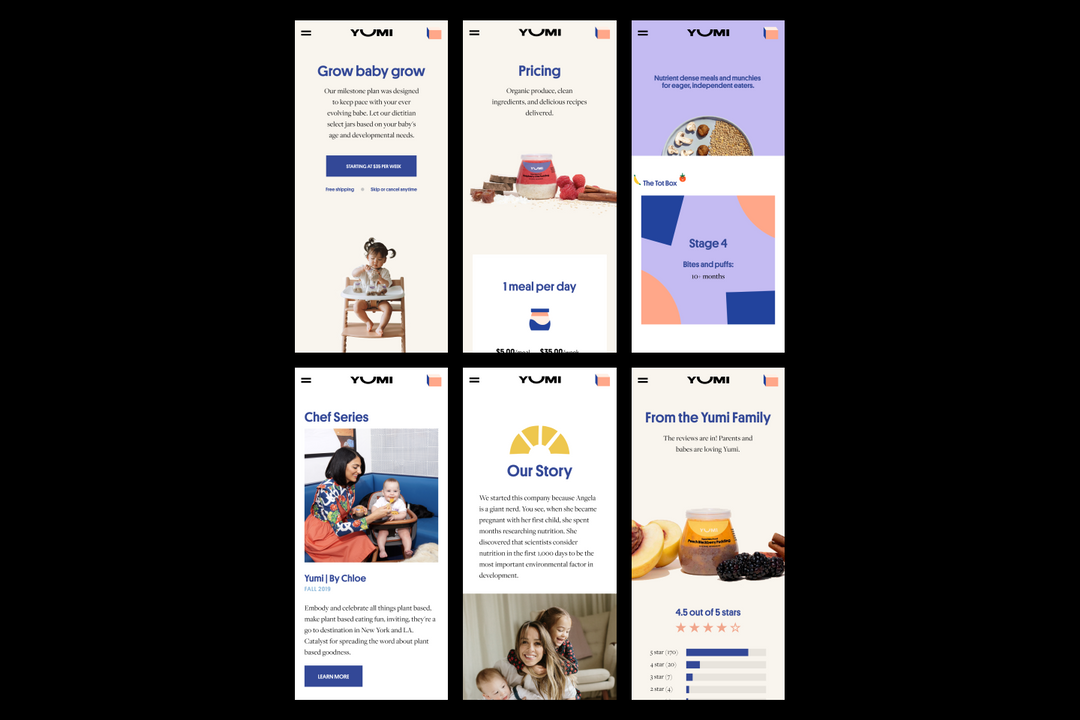 YUMI
Grow baby grow
Our milestone plan was designed
to keep pace with your ever
evolving babe. Let our dietitian
select jars based on your baby's
age and developmental needs.
STARTING AT $35 PER WEEK
Free shipping
Skip or cancel anytime
YUMI
Pricing
Organic produce, clean
ingredients, and delicious recipes
delivered.
YUMI
1 meal per day
$5.00/meal
$35.00/week
YUMI
Nutrient dense meals and munchies
for eager, independent eaters.
The Tot Box
Stage 4
Bites and puffs:
10+ months
YUMI
Chef Series
Yumi | By Chloe
FALL 2019
Embody and celebrate all things plant based,
make plant based eating fun, inviting, they're a
go to destination in New York and LA.
Catalyst for spreading the word about plant
based goodness.
LEARN MORE
YUMI
Our Story
We started this company because Angela
is a giant nerd. You see, when she became
pregnant with her first child, she spent
months researching nutrition. She
discovered that scientists consider
nutrition in the first 1,000 days to be the
most important environmental factor in
development.
YUMI
From the Yumi Family
The reviews are in! Parents and
babes are loving Yumi.
YUMI
4.5 out of 5 stars
5 star (170)
4 star (20)
3 star (7)
2 star (4)